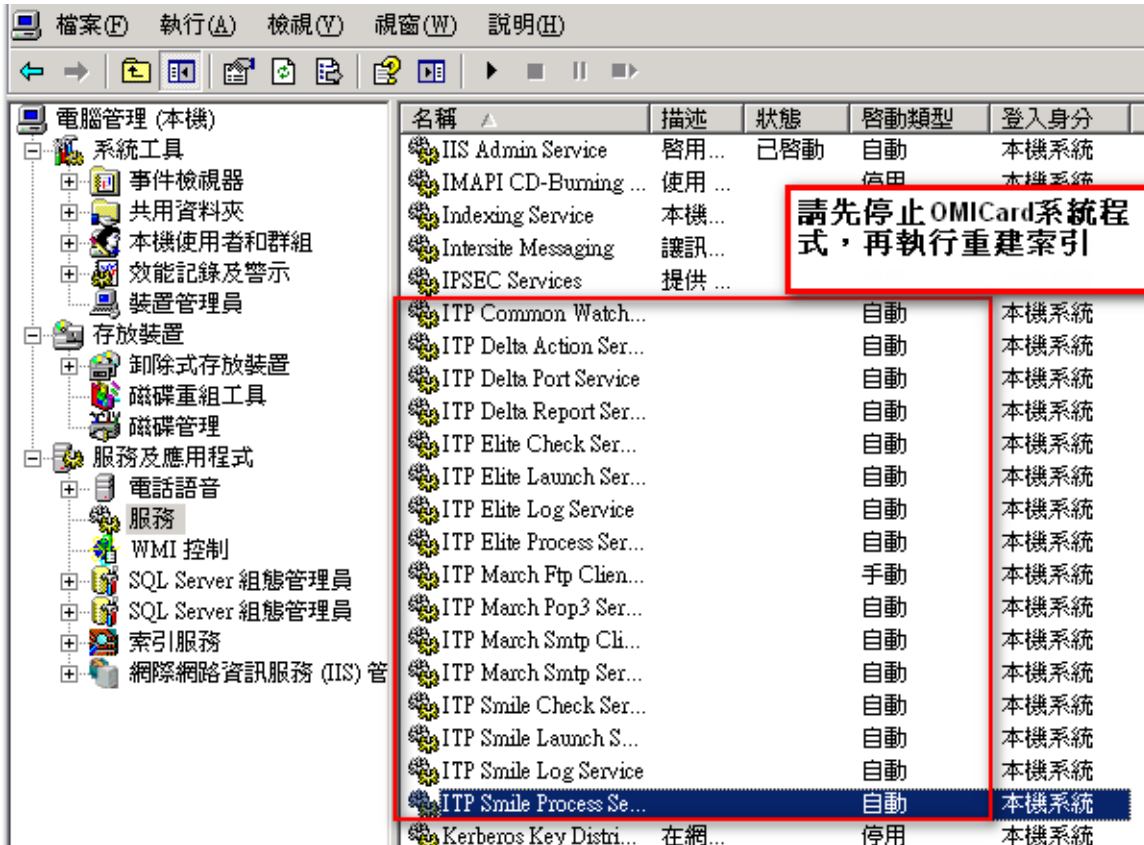 檔案(F) 執行(A) 檢視(V) 視窗(W) 說明(H)
電腦管理 (本機)
系統工具
事件檢視器
共用資料夾
本機使用者和群組
效能記錄及警示
裝置管理員
存放裝置
卸除式存放裝置
磁碟重組工具
磁碟管理
服務及應用程式
電話語音
服務
WMI 控制
SQL Server 組態管理員
SQL Server 組態管理員
索引服務
網際網路資訊服務 (IIS) 管
名稱 描述 狀態 啓動類型 登入身分
IIS Admin Service 啓用... 已啓動 自動 本機系統
IMAPI CD-Burning ... 使用 ... 停用 本機系統
Indexing Service 本機...
Intersite Messaging 讓訊...
IPSEC Services 提供 ...
請先停止OMICard系統程
式，再執行重建索引
ITP Common Watch... 自動 本機系統
ITP Delta Action Ser... 自動 本機系統
ITP Delta Port Service 自動 本機系統
ITP Delta Report Ser... 自動 本機系統
ITP Elite Check Ser... 自動 本機系統
ITP Elite Launch Ser... 自動 本機系統
ITP Elite Log Service 自動 本機系統
ITP Elite Process Ser... 自動 本機系統
ITP March Ftp Clien... 手動 本機系統
ITP March Pop3 Ser... 自動 本機系統
ITP March Smtp Cli... 自動 本機系統
ITP March Smtp Ser... 自動 本機系統
ITP Smile Check Ser... 自動 本機系統
ITP Smile Launch S... 自動 本機系統
ITP Smile Log Service 自動 本機系統
ITP Smile Process Se... 自動 本機系統
Kerberos Key Distri... 在網... 停用 本機系統